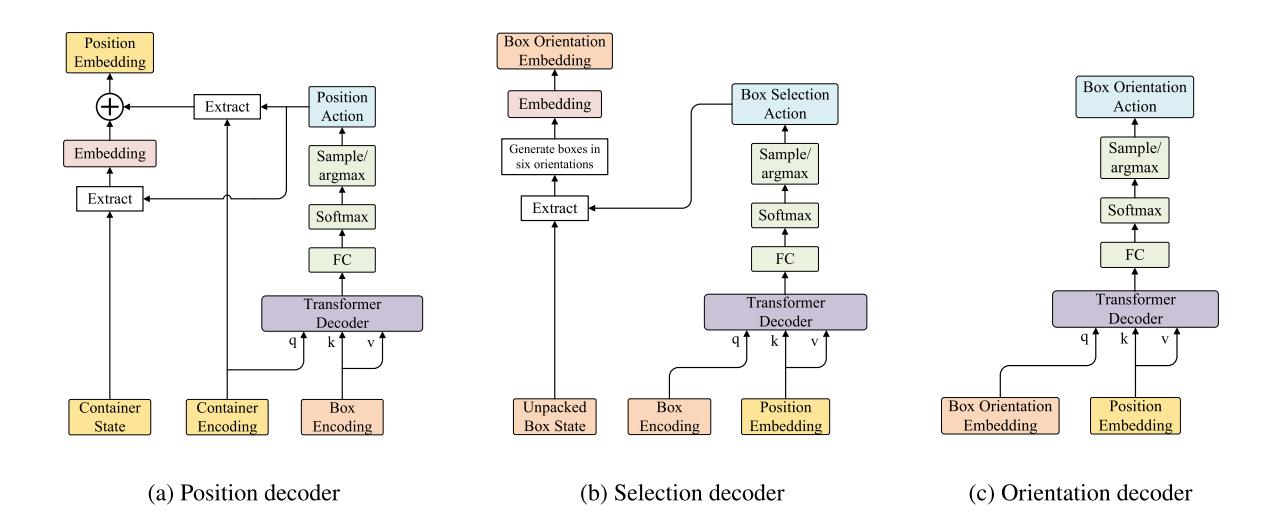 Position
Embedding
Extract
Position
Action
Embedding
Sample/
argmax
Extract
Softmax
FC
Transformer
Decoder
q
k
v
Container
State
Container
Encoding
Box
Encoding
(a) Position decoder
Box Orientation
Embedding
Embedding
Box Selection
Action
Generate boxes in
six orientations
Sample/
argmax
Extract
Softmax
FC
Transformer
Decoder
q
k
v
Unpacked
Box State
Box
Encoding
Position
Embedding
(b) Selection decoder
Box Orientation
Action
Sample/
argmax
Softmax
FC
Transformer
Decoder
q
k
v
Box Orientation
Embedding
Position
Embedding
(c) Orientation decoder